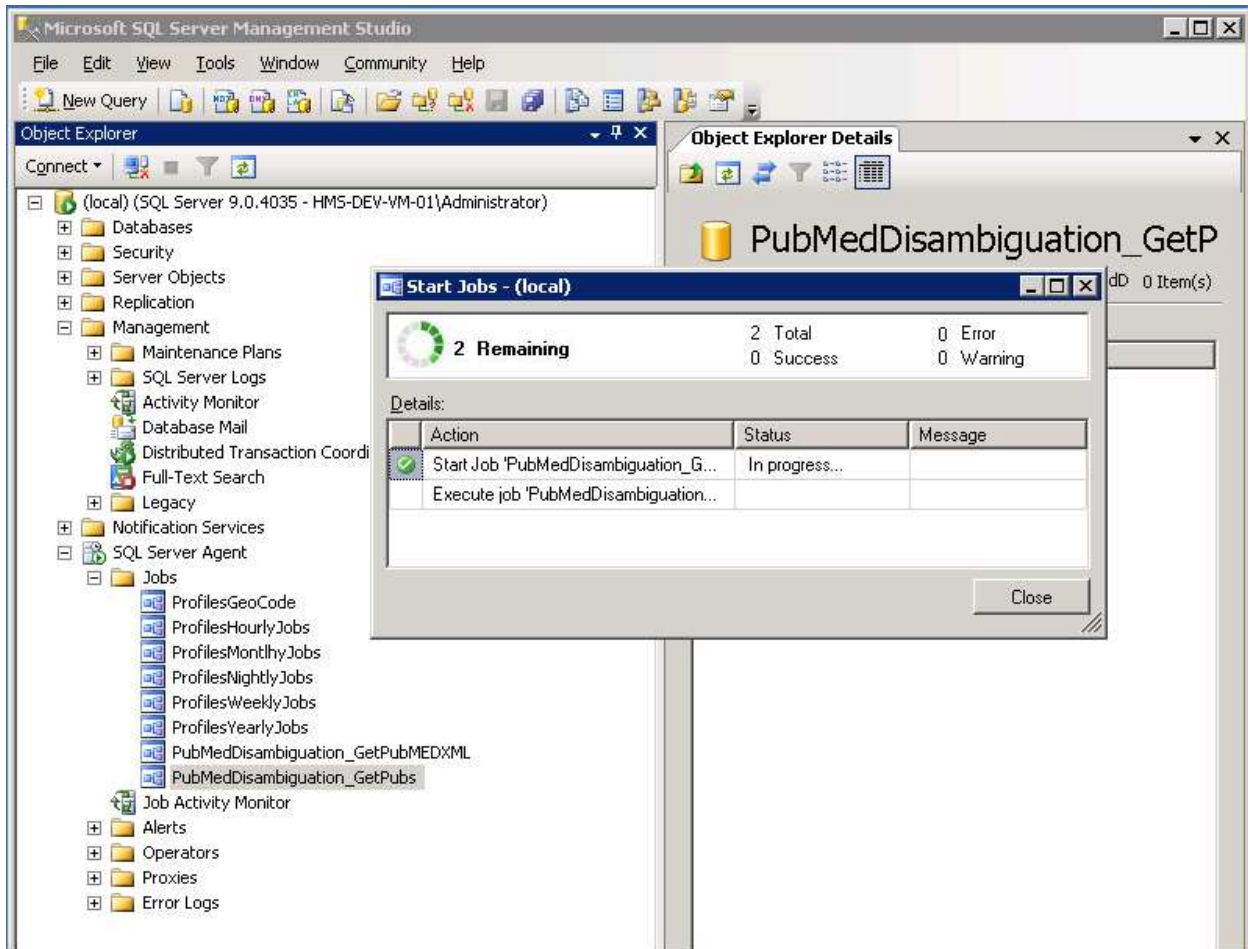 Microsoft SQL Server Management Studio
File Edit View Tools Window Community Help
New Query
Object Explorer
Connect
Object Explorer Details
(local) (SQL Server 9.0.4035 - HMS-DEV-VM-01\Administrator)
Databases
Security
Server Objects
Replication
Management
Maintenance Plans
SQL Server Logs
Activity Monitor
Database Mail
Distributed Transaction Coordi
Full-Text Search
Legacy
Notification Services
SQL Server Agent
Jobs
ProfilesGeoCode
ProfilesHourlyJobs
ProfilesMontlhyJobs
ProfilesNightlyJobs
ProfilesWeeklyJobs
ProfilesYearlyJobs
PubMedDisambiguation_GetPubMEDXML
PubMedDisambiguation_GetPubs
Job Activity Monitor
Alerts
Operators
Proxies
Error Logs
PubMedDisambiguation_GetP
dD 0 Item(s)
Start Jobs - (local)
2 Remaining
2 Total 0 Error
0 Success 0 Warning
Details:
Action Status Message
Start Job 'PubMedDisambiguation_G... In progress...
Execute job 'PubMedDisambiguation...
Close